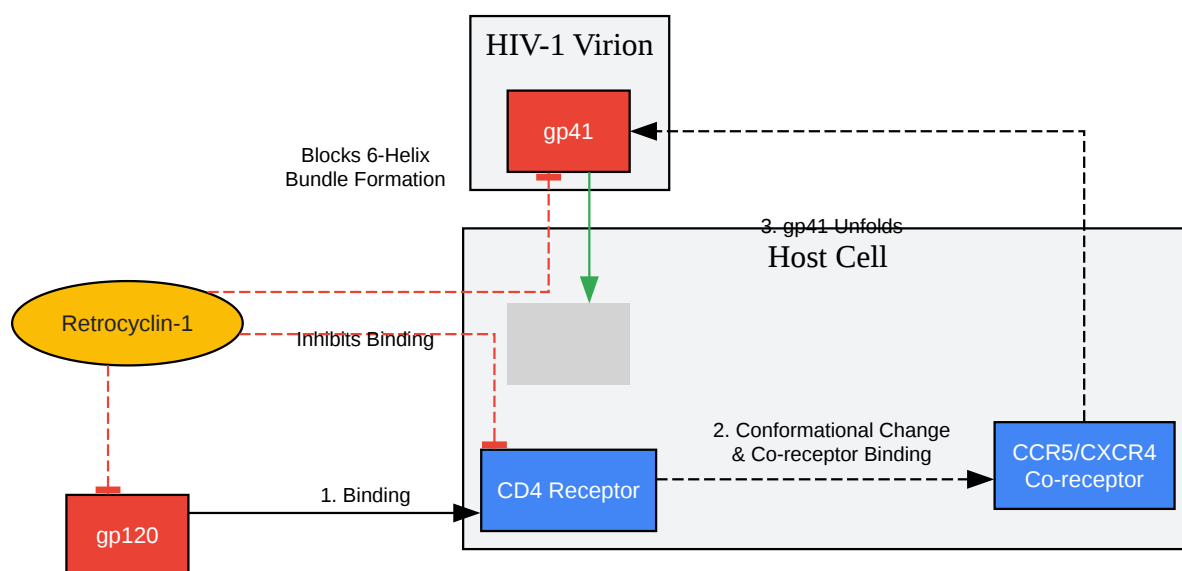 HIV-1 Virion
gp41
Blocks 6-Helix
Bundle Formation
3. gp41 Unfolds
Host Cell
Retrocyclin-1
Inhibits Binding
2. Conformational Change
& Co-receptor Binding
CCR5/CXCR4
Co-receptor
CD4 Receptor
1. Binding
gp120